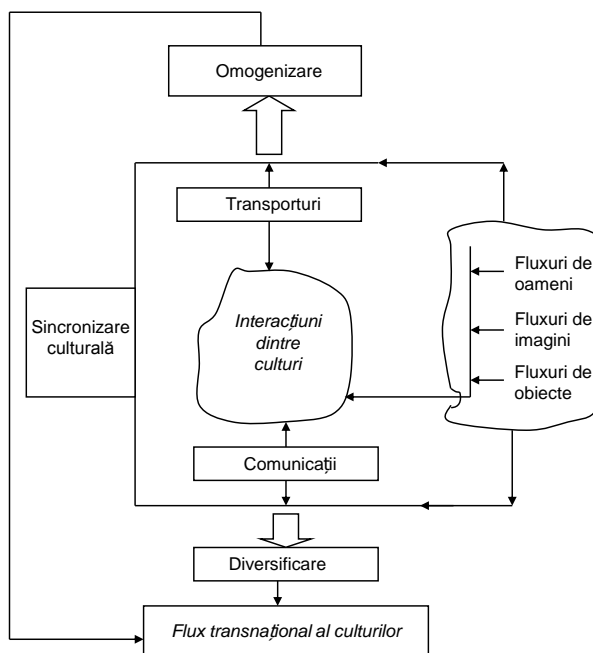 Omogenizare
Transporturi
Fluxuri de
oameni
Sincronizare
culturală
Interacțiuni
dintre
culturi
Fluxuri de
imagini
Fluxuri de
obiecte
Comunicații
Diversificare
Flux transnațional al culturilor